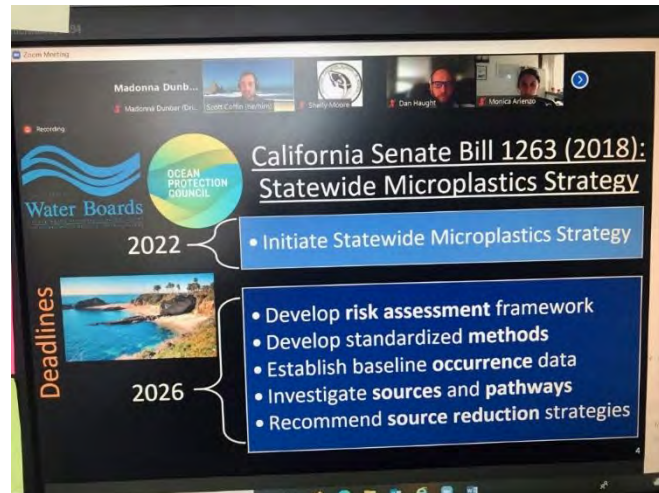 Zoom Meeting
Madonna Dunb...
Scott Coffin (he/him)
Shelly Moore
Dan Haught
Monica Arienzo
Recording
Water Boards
OCEAN
PROTECTION
COUNCIL
California Senate Bill 1263 (2018):
Statewide Microplastics Strategy
Deadlines
2022
• Initiate Statewide Microplastics Strategy
2026
• Develop risk assessment framework
• Develop standardized methods
• Establish baseline occurrence data
• Investigate sources and pathways
• Recommend source reduction strategies
4